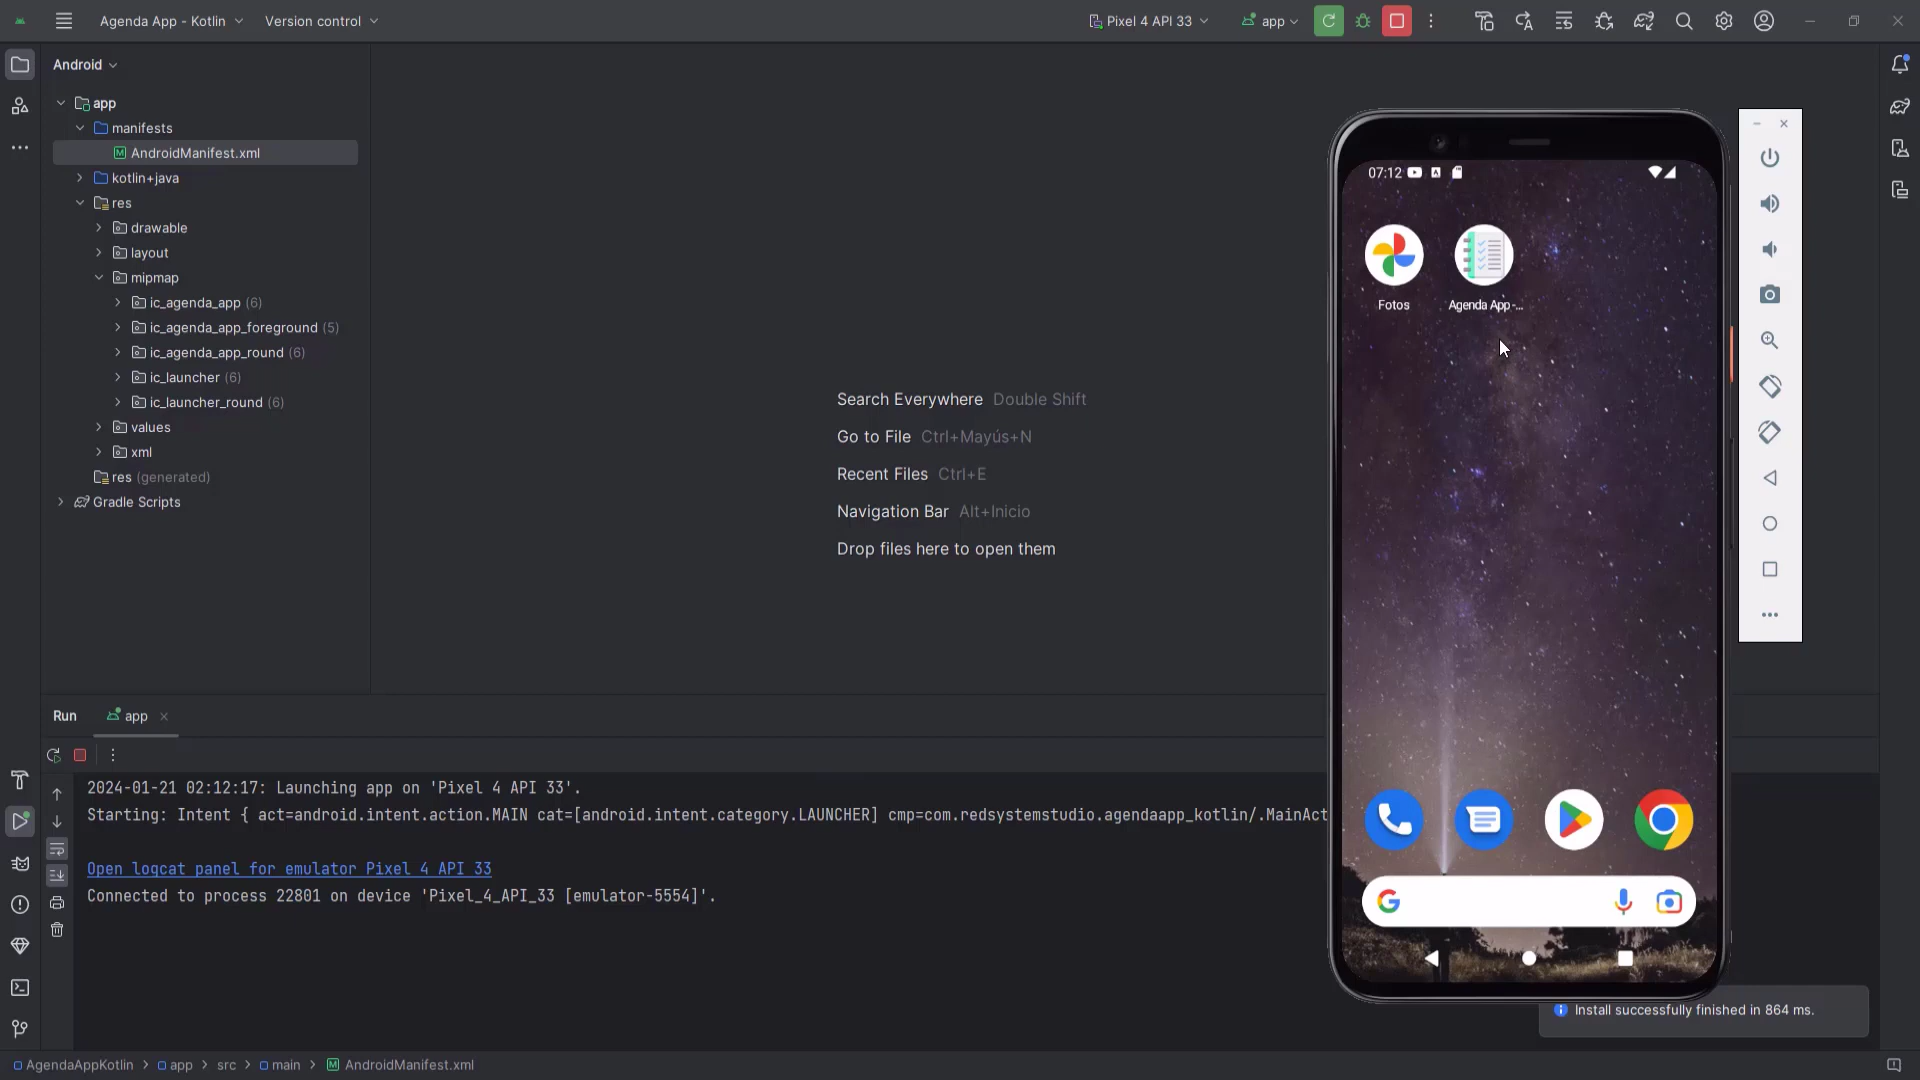 Agenda App - Kotlin
Version control
Pixel 4 API 33
app
Android
app
manifests
AndroidManifest.xml
kotlin+java
res
drawable
layout
mipmap
ic_agenda_app (6)
ic_agenda_app_foreground (5)
ic_agenda_app_round (6)
ic_launcher (6)
ic_launcher_round (6)
values
xml
res (generated)
Gradle Scripts
Search Everywhere Double Shift
Go to File Ctrl+Mayús+N
Recent Files Ctrl+E
Navigation Bar Alt+Inicio
Drop files here to open them
07:12
Fotos
Agenda App -...
Run
app
2024-01-21 02:12:17: Launching app on 'Pixel 4 API 33'.
Starting: Intent { act=android.intent.action.MAIN cat=[android.intent.category.LAUNCHER] cmp=com.redsystemstudio.agendaapp_kotlin/.MainAct
Open logcat panel for emulator Pixel 4 API 33
Connected to process 22801 on device 'Pixel_4_API_33 [emulator-5554]'.
Install successfully finished in 864 ms.
AgendaAppKotlin > app > src > main > AndroidManifest.xml